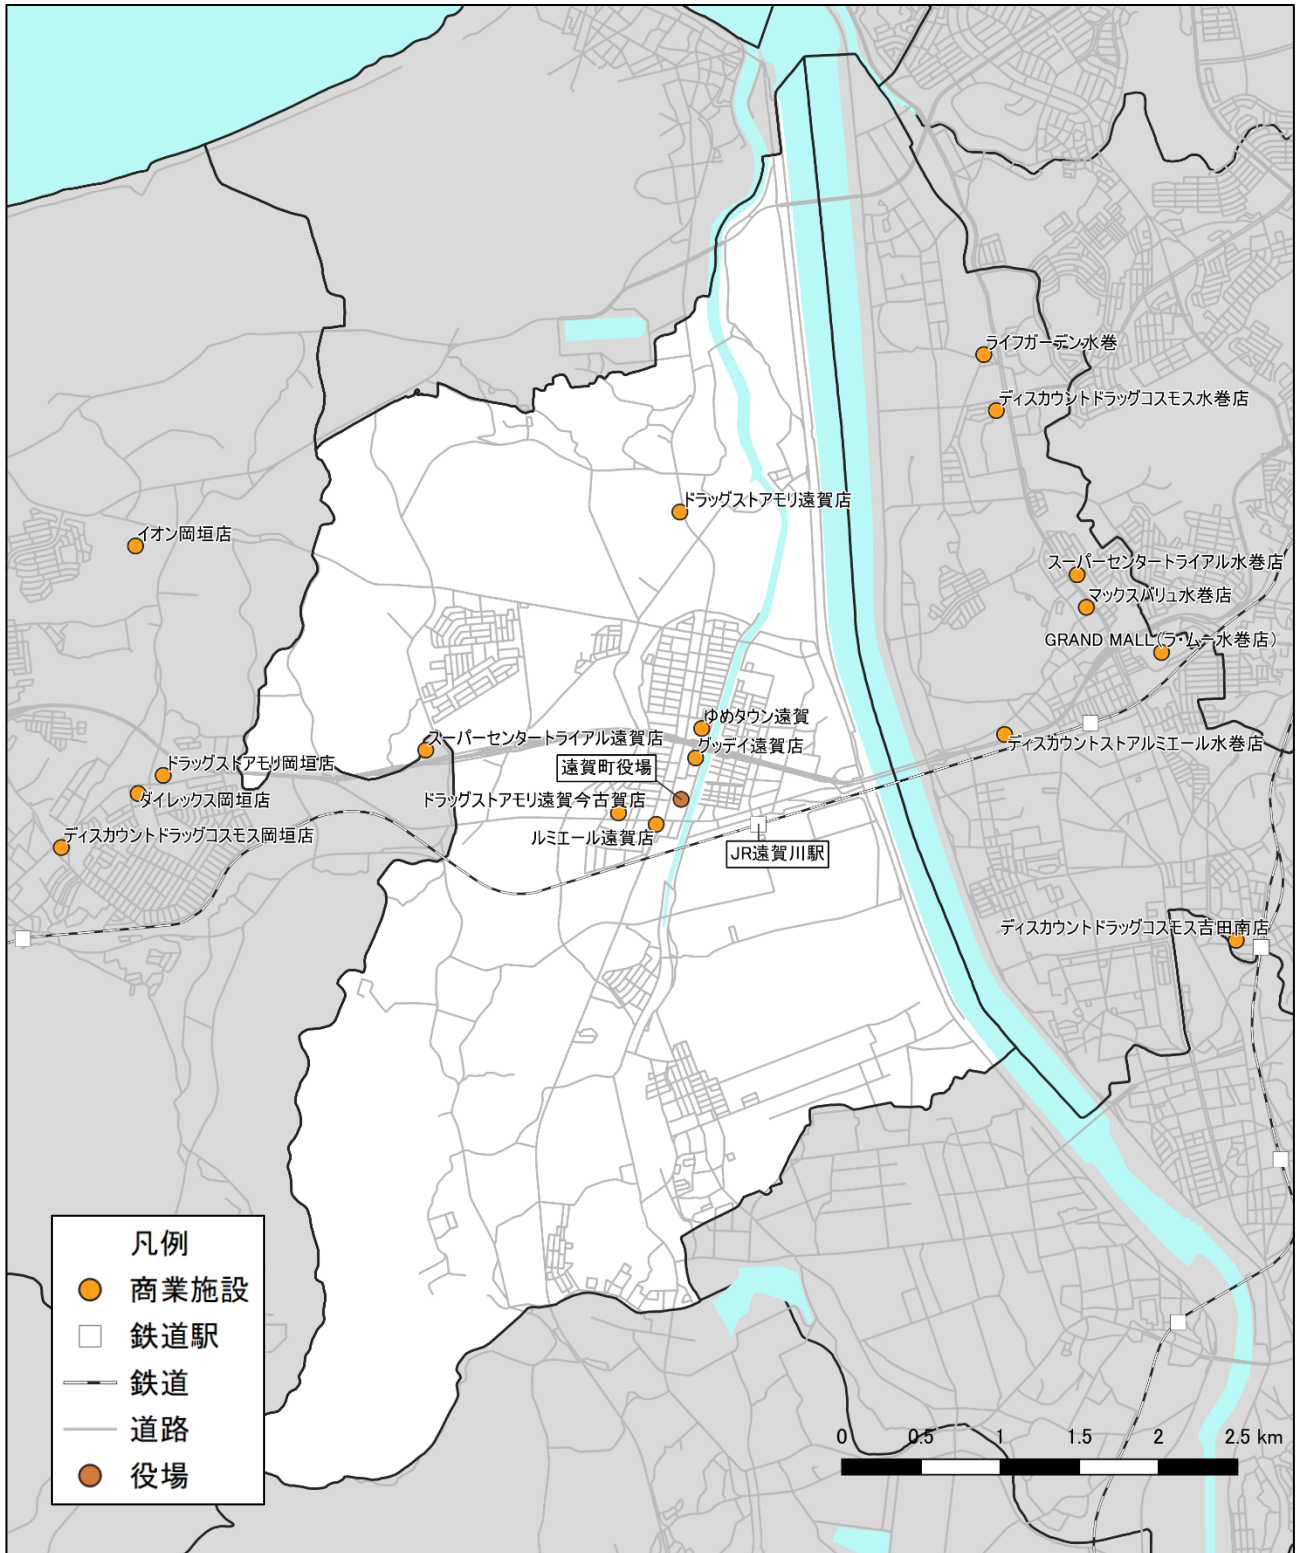 ライフガーデン水巻
ディスカウントドラッグコスモス水巻店
ドラッグストアモリ遠賀店
イオン岡垣店
スーパーセンタートライアル水巻店
マックスバリュ水巻店
GRAND MALL(ラ・ムー水巻店)
ゆめタウン遠賀
スーパーセンタートライアル遠賀店
グッデイ遠賀店
ディスカウントストアルミエール水巻店
ドラッグストアモリ岡垣店
遠賀町役場
ダイレックス岡垣店
ドラッグストアモリ遠賀今古賀店
ディスカウントドラッグコスモス岡垣店
ルミエール遠賀店
JR遠賀川駅
ディスカウントドラッグコスモス吉田南店
凡例
商業施設
鉄道駅
鉄道
道路
役場
0 0.5 1 1.5 2 2.5 km